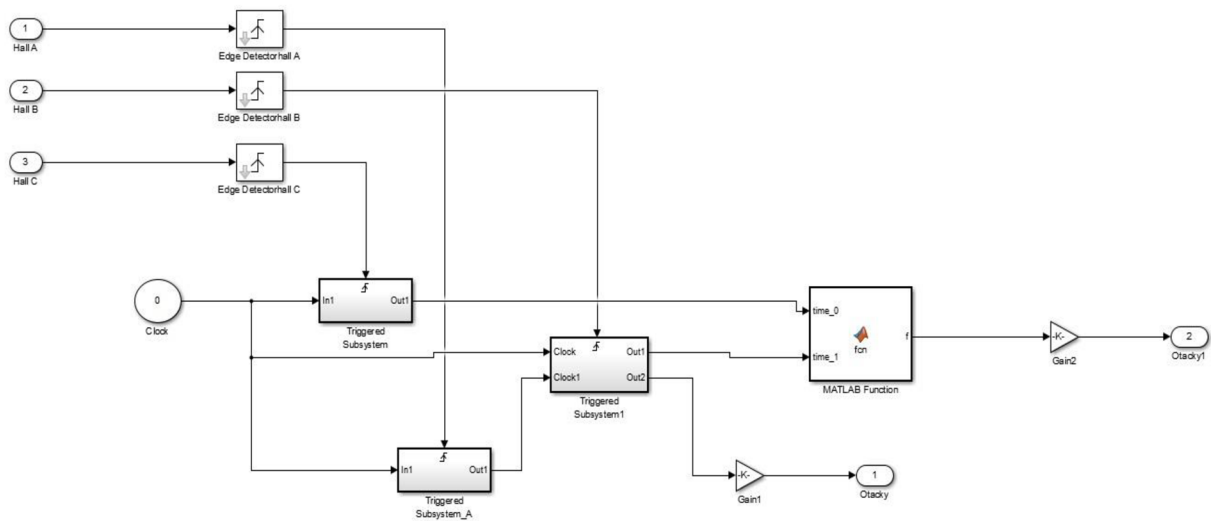 1
Hall A
Edge Detectorhall A
2
Hall B
Edge Detectorhall B
3
Hall C
Edge Detectorhall C
0
Clock
In1 Out1
Triggered
Subsystem
Clock Out1
Clock1 Out2
Triggered
Subsystem1
In1 Out1
Triggered
Subsystem_A
time_0
fcn f
time_1
MATLAB Function
-K-
Gain2
2
Otacky1
-K-
Gain1
1
Otacky